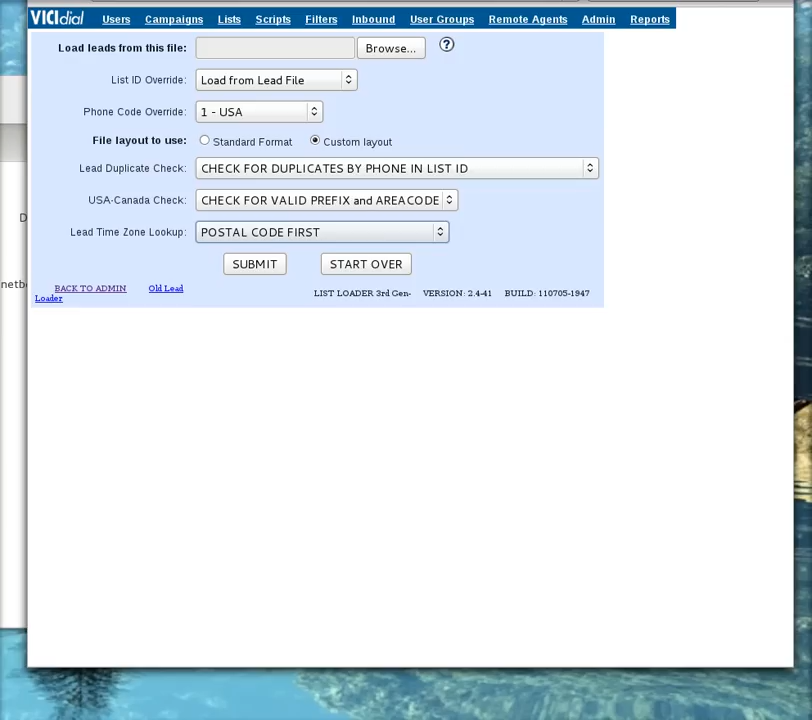 VICIdial Users Campaigns Lists Scripts Filters Inbound User Groups Remote Agents Admin Reports
Load leads from this file: Browse... ?
List ID Override: Load from Lead File
Phone Code Override: 1 - USA
File layout to use: Standard Format Custom layout
Lead Duplicate Check: CHECK FOR DUPLICATES BY PHONE IN LIST ID
USA-Canada Check: CHECK FOR VALID PREFIX and AREACODE
D
Lead Time Zone Lookup: POSTAL CODE FIRST
SUBMIT START OVER
netb
BACK TO ADMIN Old Lead
Loader
LIST LOADER 3rd Gen- VERSION: 2.4-41 BUILD: 110705-1947